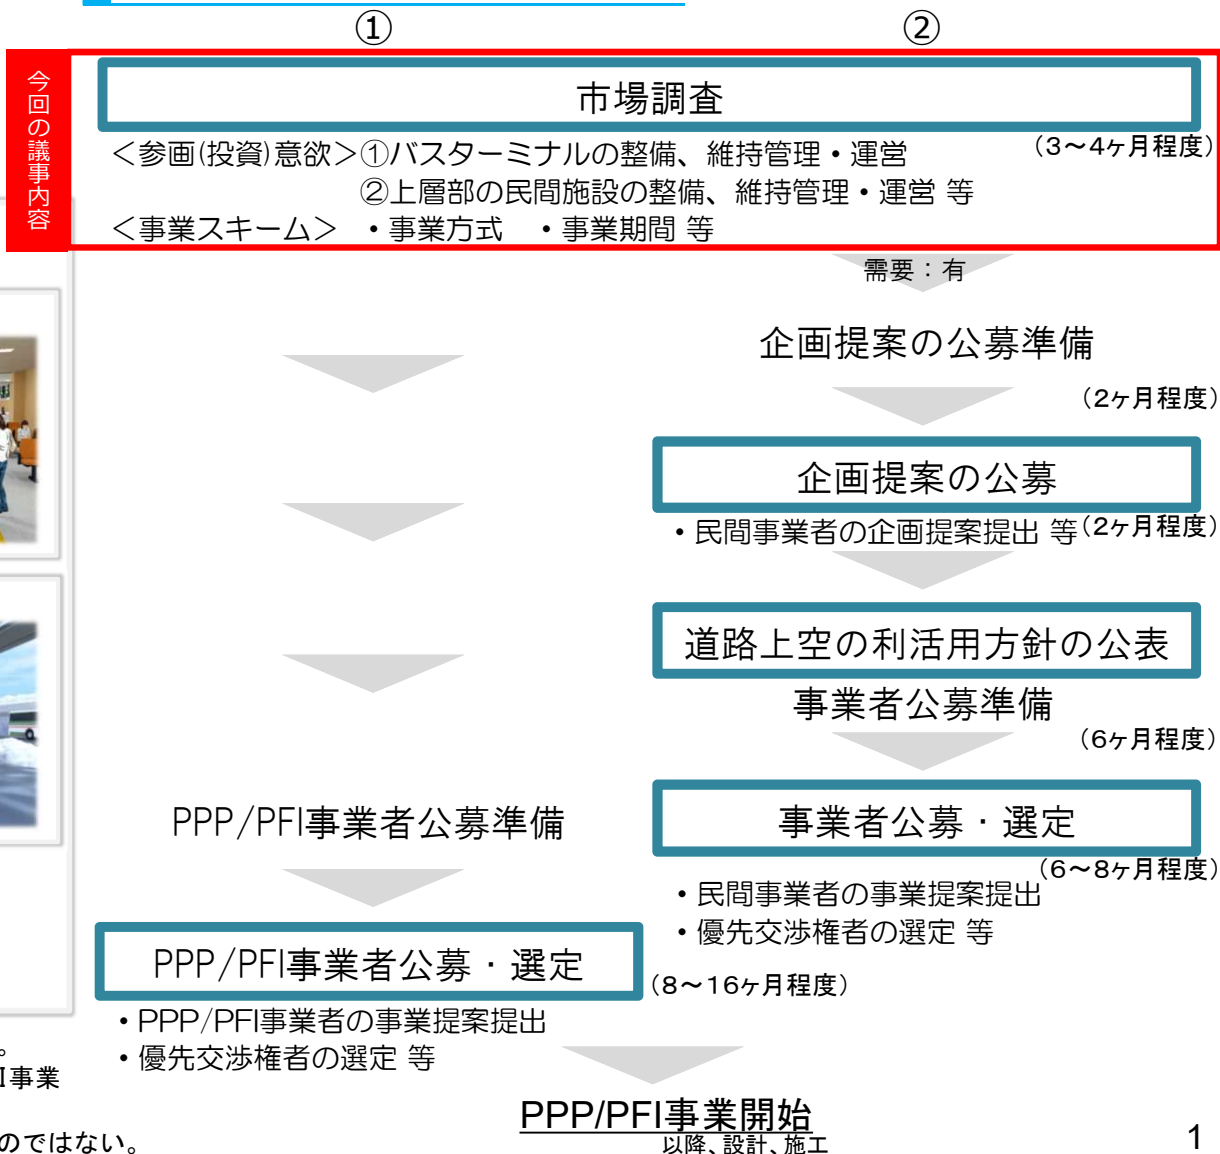 ①
②
今回の議事内容
市場調査
(3～4ヶ月程度)
＜参画(投資)意欲＞①バスターミナルの整備、維持管理・運営
②上層部の民間施設の整備、維持管理・運営 等
＜事業スキーム＞ ・事業方式 ・事業期間 等
需要：有
企画提案の公募準備
(2ヶ月程度)
企画提案の公募
・民間事業者の企画提案提出 等(2ヶ月程度)
道路上空の利活用方針の公表
事業者公募準備
(6ヶ月程度)
PPP/PFI事業者公募準備
事業者公募・選定
(6～8ヶ月程度)
・民間事業者の事業提案提出
・優先交渉権者の選定 等
PPP/PFI事業者公募・選定
(8～16ヶ月程度)
・PPP/PFI事業者の事業提案提出
・優先交渉権者の選定 等
。
I事業
のではない。
PPP/PFI事業開始
以降、設計、施工
1